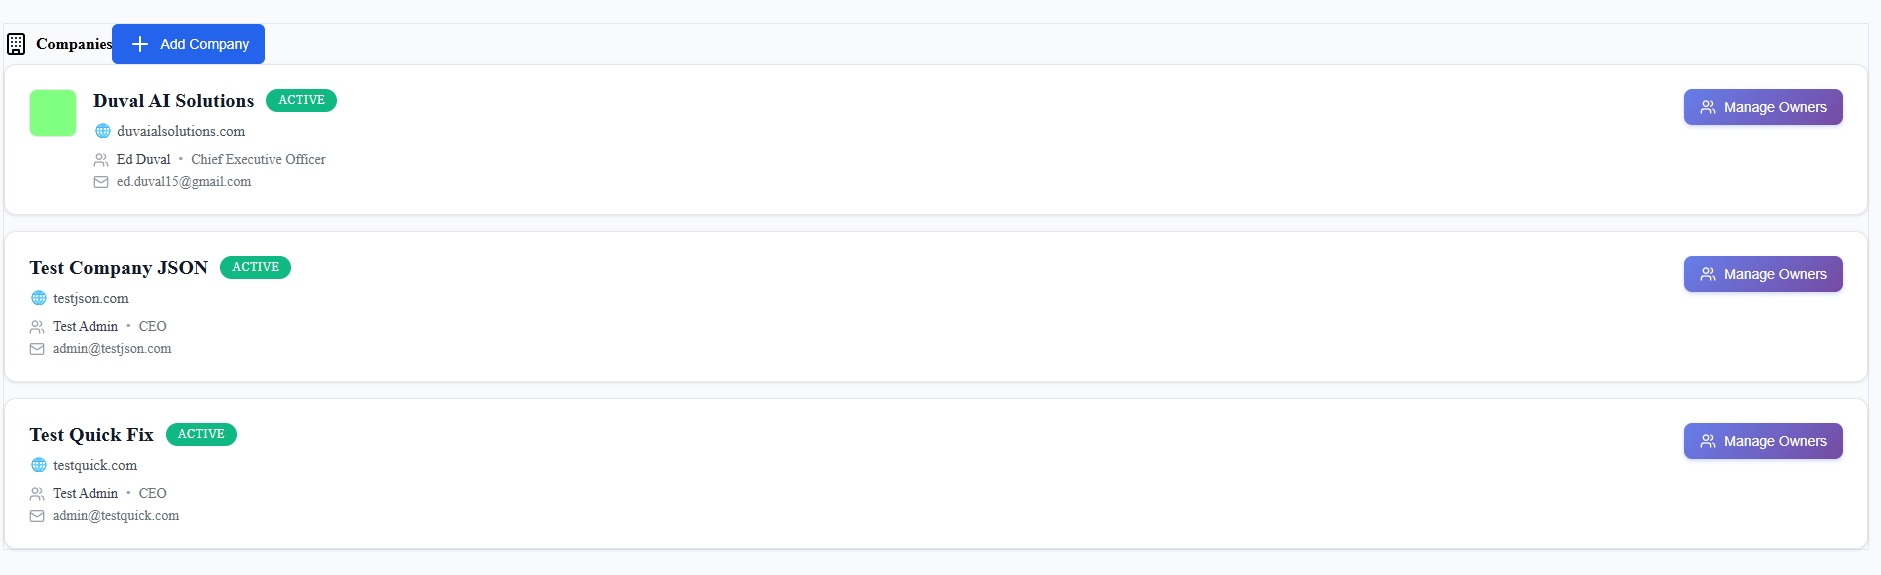 Companies
Add Company
Duval AI Solutions
ACTIVE
Manage Owners
duvaialsolutions.com
Ed Duval • Chief Executive Officer
ed.duval15@gmail.com
Test Company JSON
ACTIVE
Manage Owners
testjson.com
Test Admin • CEO
admin@testjson.com
Test Quick Fix
ACTIVE
Manage Owners
testquick.com
Test Admin • CEO
admin@testquick.com